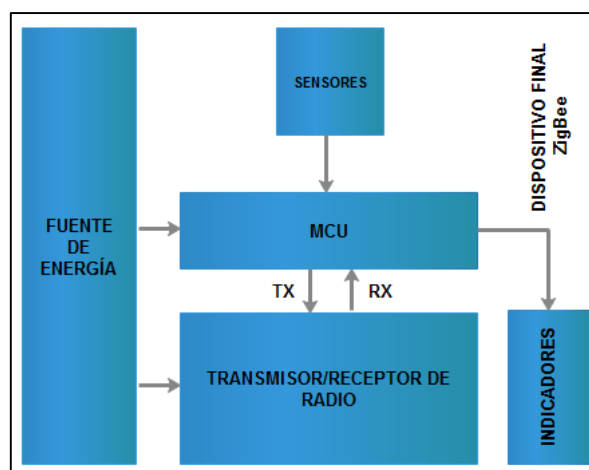 SENSORES
DISPOSITIVO FINAL
ZigBee
FUENTE
DE
ENERGÍA
MCU
TX
RX
TRANSMISOR/RECEPTOR DE
RADIO
INDICADORES